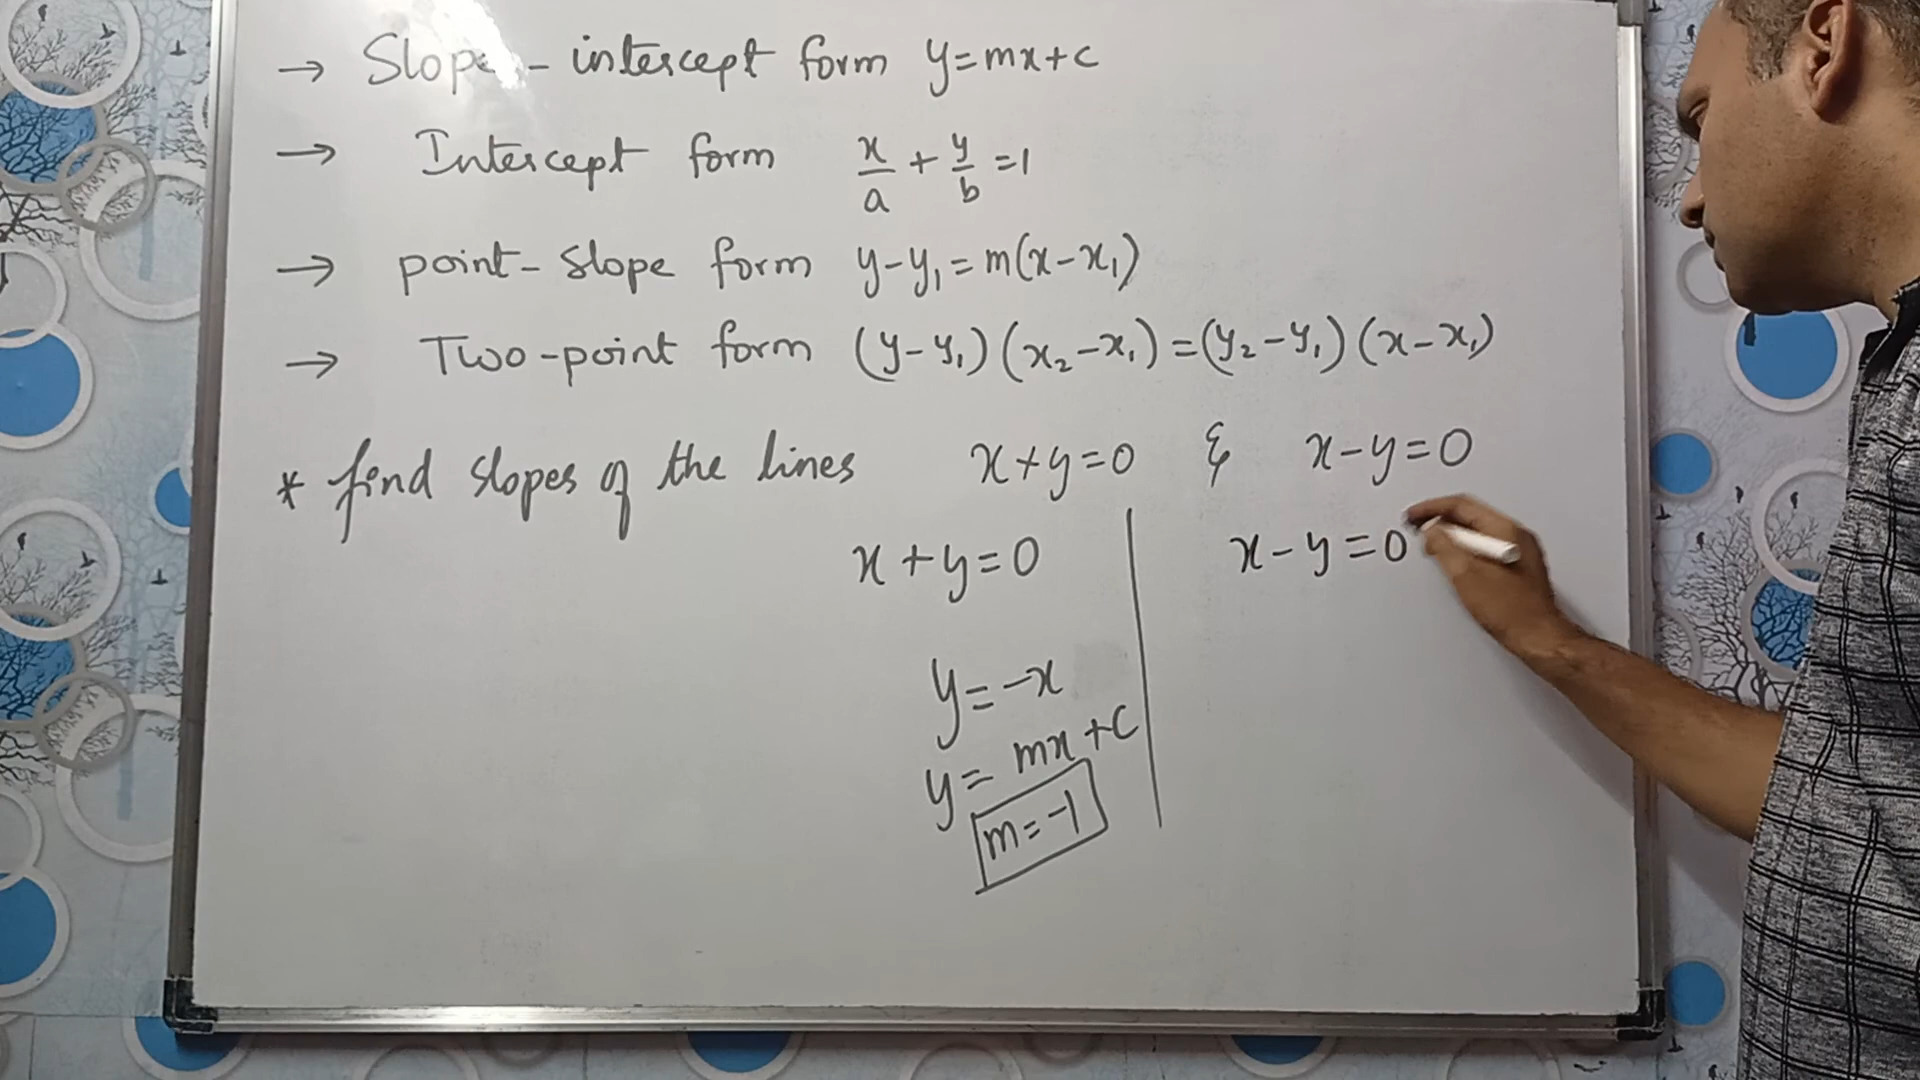 → Slope - intercept form y=mx+c
→ Intercept form x/a + y/b =1
→ point-slope form y-y₁=m(x-x₁)
→ Two-point form (y-y₁)(x₂-x₁)=(y₂-y₁)(x-x₁)
* find slopes of the lines x+y=0 & x-y=0
x+y=0
y=-x
y=mx+c
m=-1
x-y=0